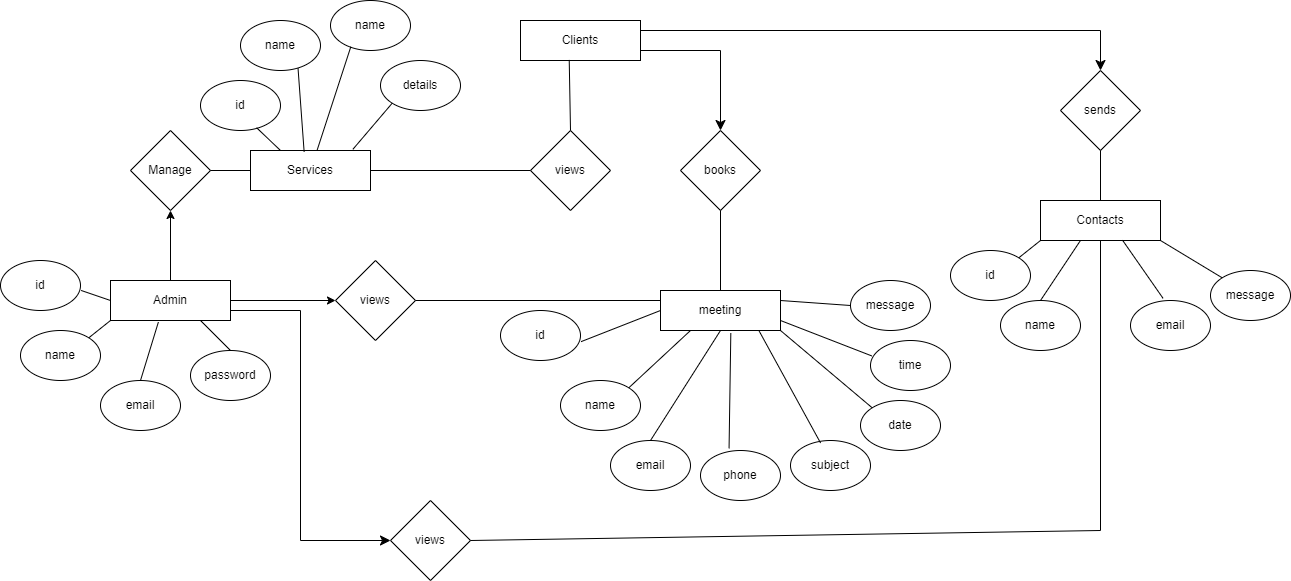 name
name
Clients
details
id
sends
Manage
Services
views
books
Contacts
id
Admin
views
meeting
id
message
message
name
id
name
email
time
password
email
name
date
email
phone
subject
views